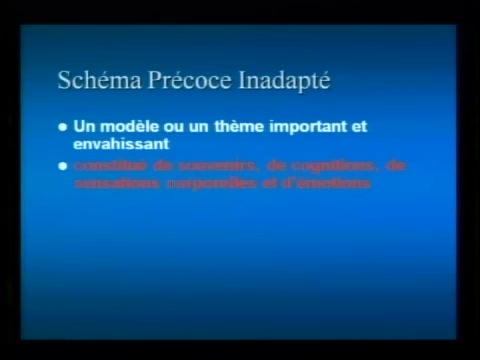 Schéma Précoce Inadapté
Un modèle ou un thème important et
envahissant
constitué de souvenirs, de cognitions, de
sensations corporelles et d'émotions